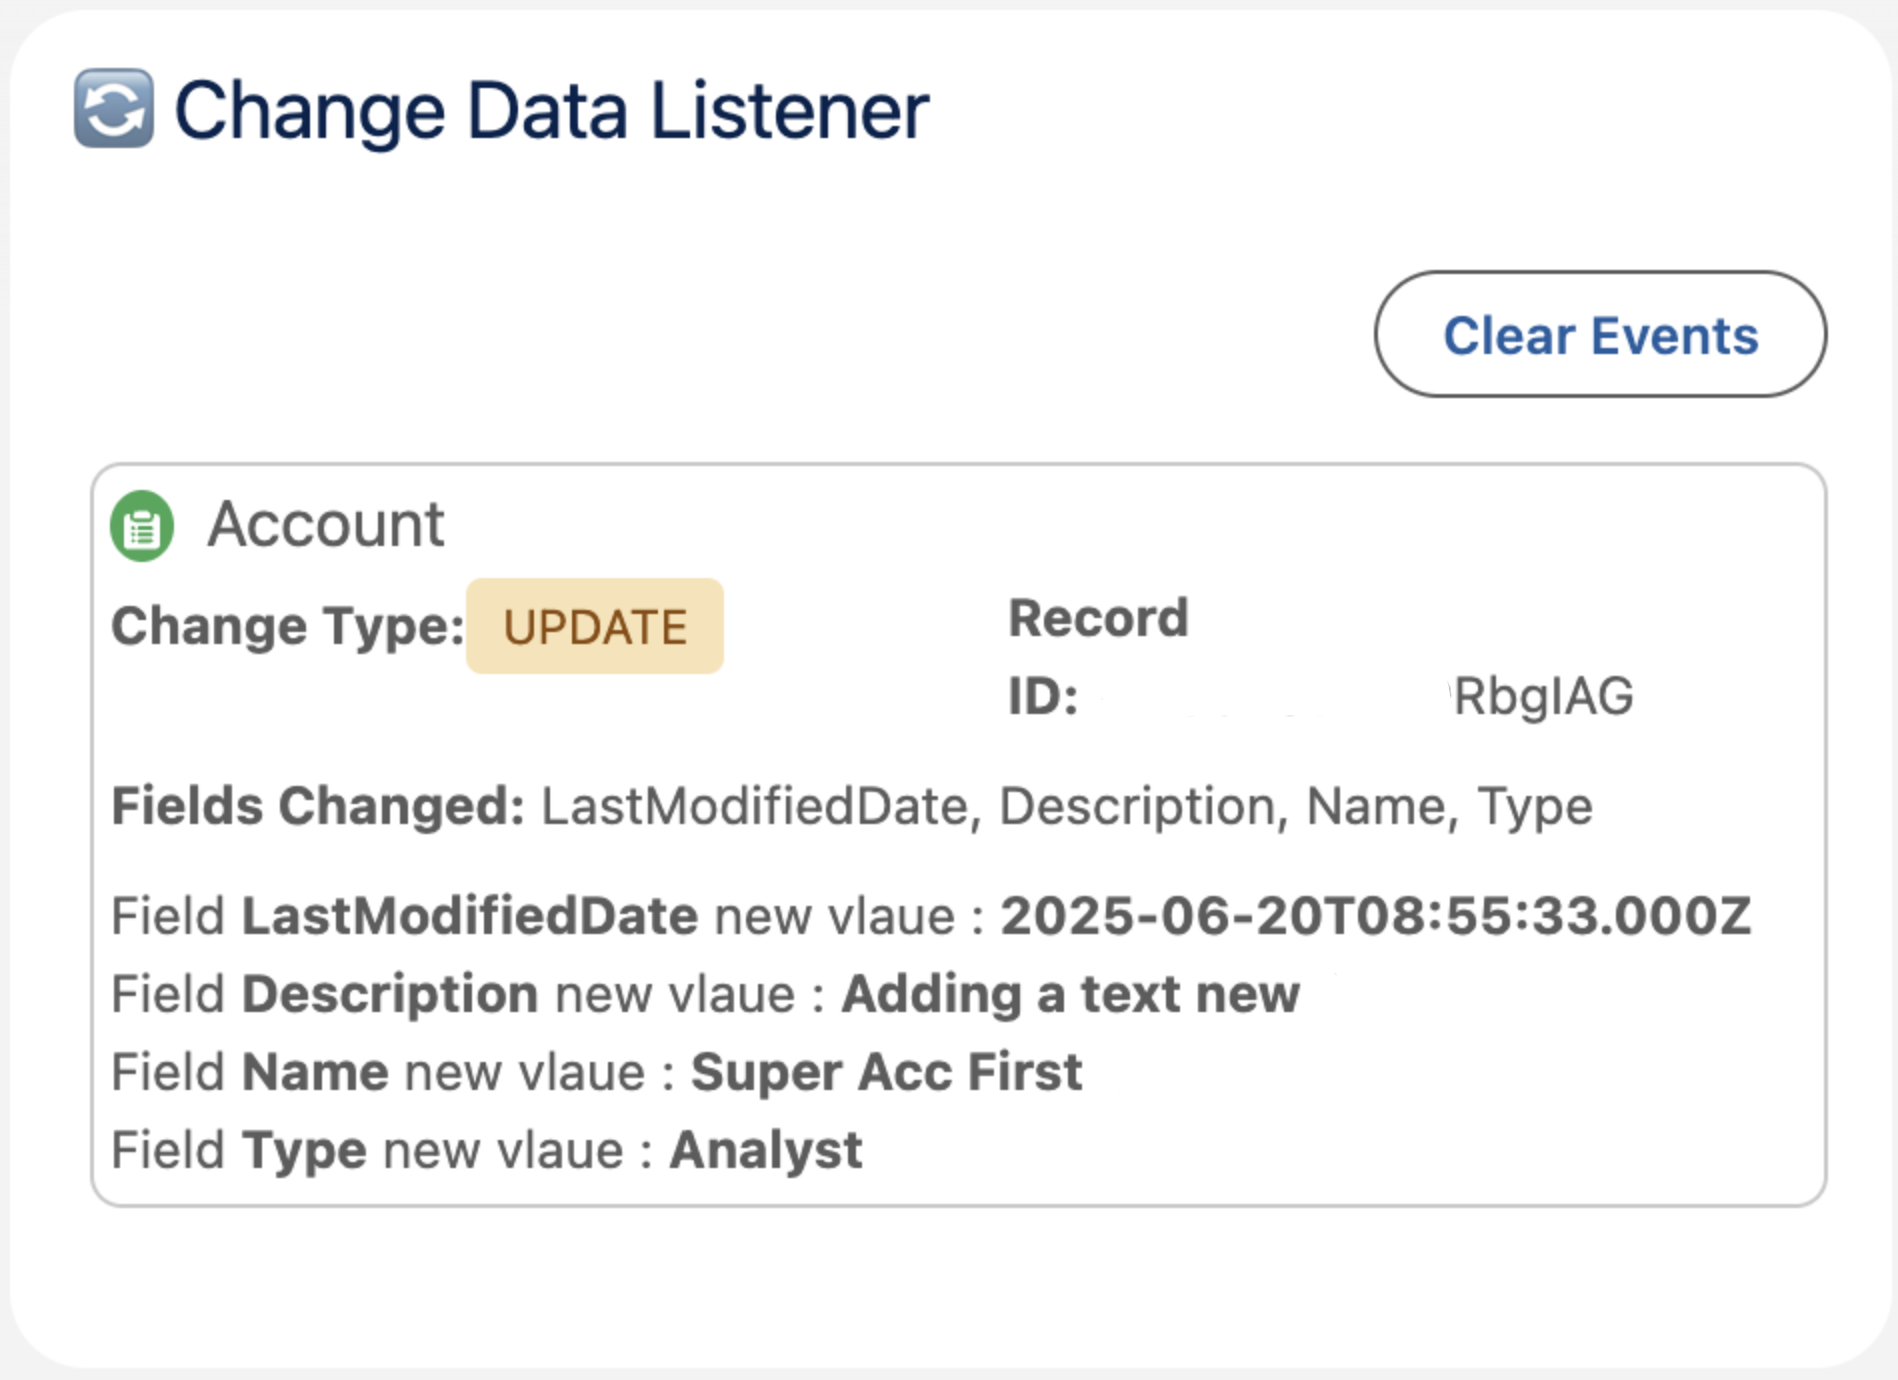 Change Data Listener
Clear Events
Account
Change Type: UPDATE
Record
ID: RbgIAG
Fields Changed: LastModifiedDate, Description, Name, Type
Field LastModifiedDate new vlaue : 2025-06-20T08:55:33.000Z
Field Description new vlaue : Adding a text new
Field Name new vlaue : Super Acc First
Field Type new vlaue : Analyst